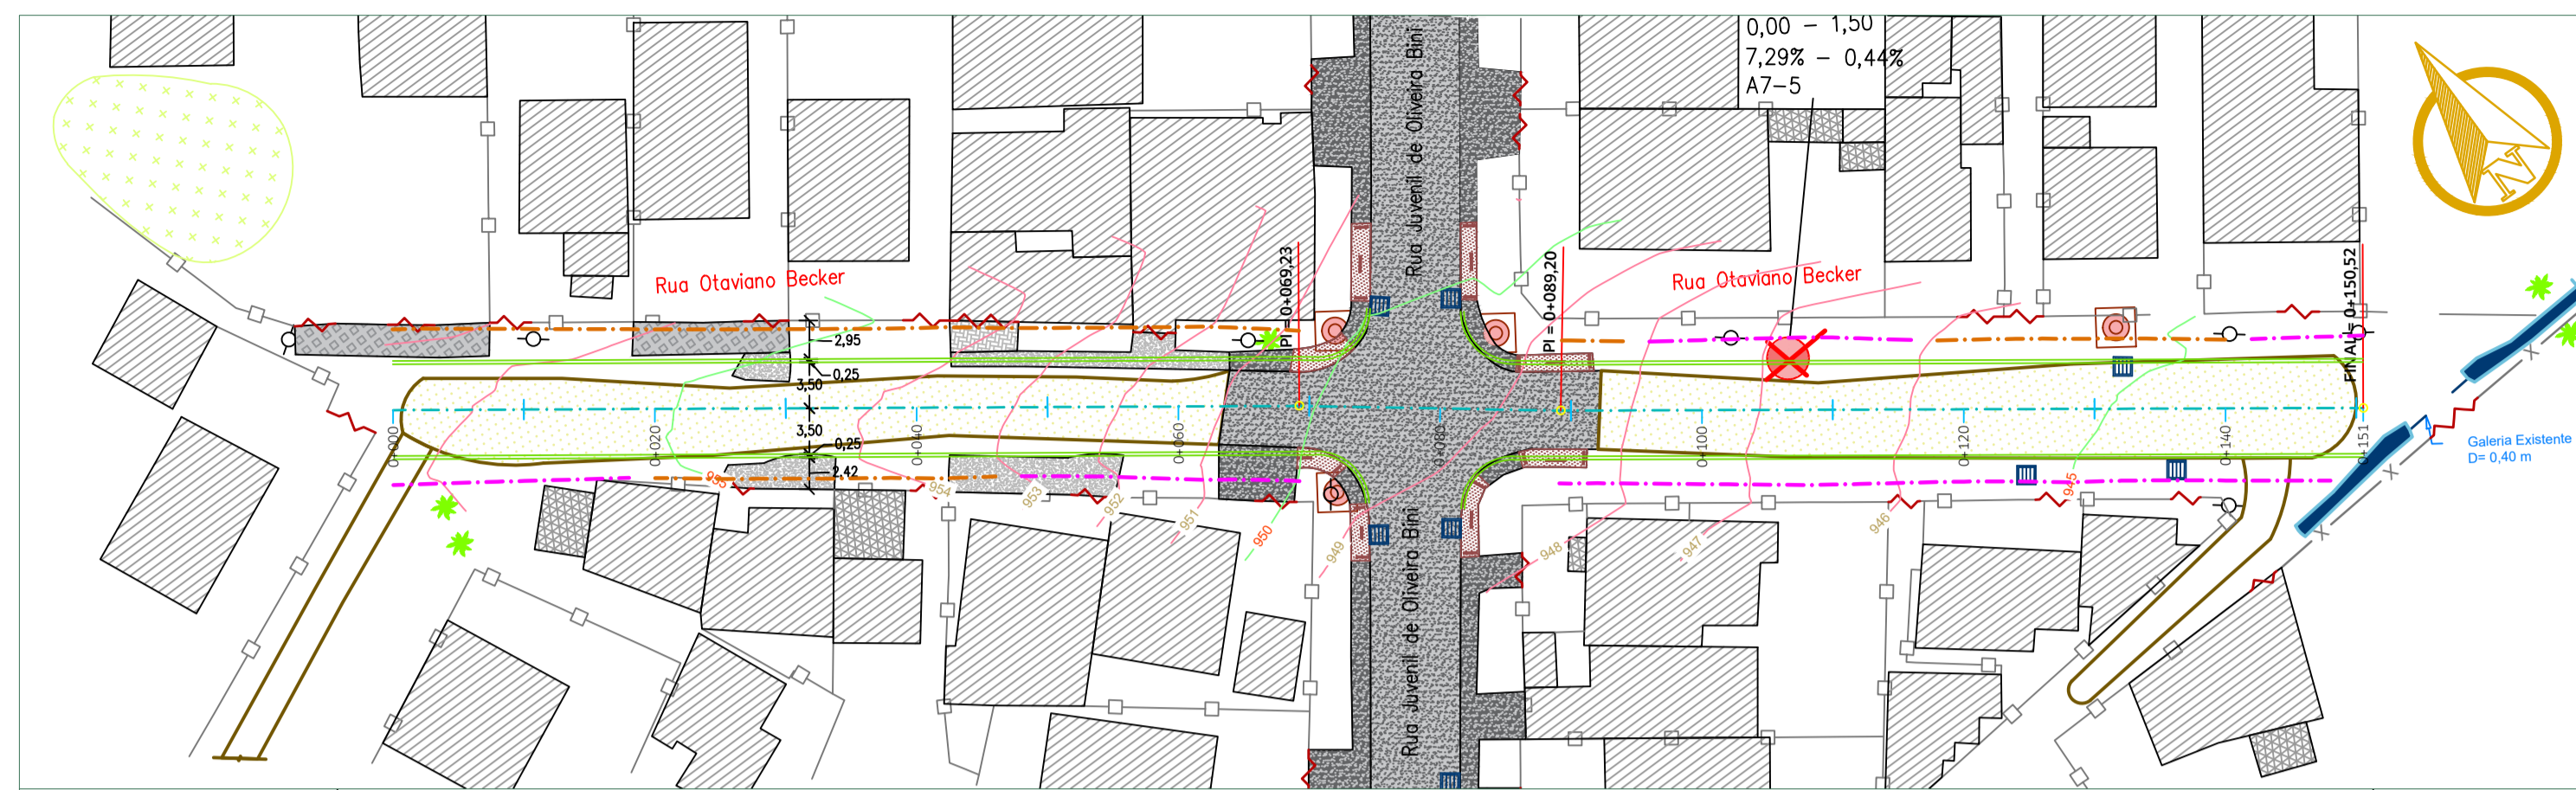 0,00 - 1,50
7,29% - 0,44%
A7-5
Rua Juvenil de Oliveira Bini
N
Rua Otaviano Becker
PI = 0+069,23
PI = 0+089,20
Rua Otaviano Becker
FINAL= 0+150,52
2,95
0,25
3,50
3,50
0,25
2,42
0+000
0+020
0+040
0+060
0+080
0+100
0+120
0+140
0+151
Galeria Existente
D= 0,40 m
955
954
953
952
951
950
949
948
947
946
945
Rua Juvenil de Oliveira Bini